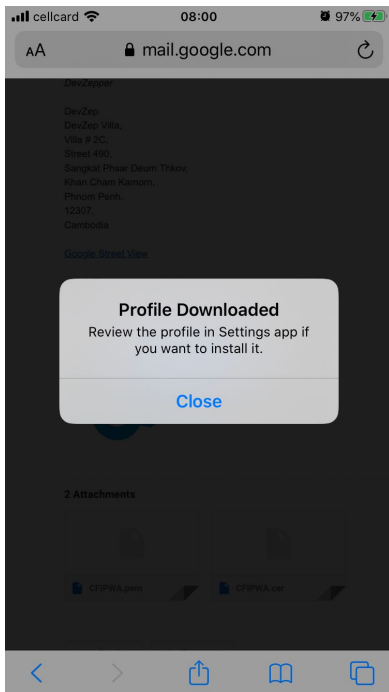 cellcard
08:00
97%
AA
mail.google.com
DevZepper
DevZep
DevZep Villa,
Villa # 2C,
Street 490,
Sangkat Phaar Deum Thkov,
Khan Cham Kamorn,
Phnom Penh.
12307,
Cambodia
Google Street View
Profile Downloaded
Review the profile in Settings app if
you want to install it.
Close
2 Attachments
CFIPWA.pem
CFIPWA.cer